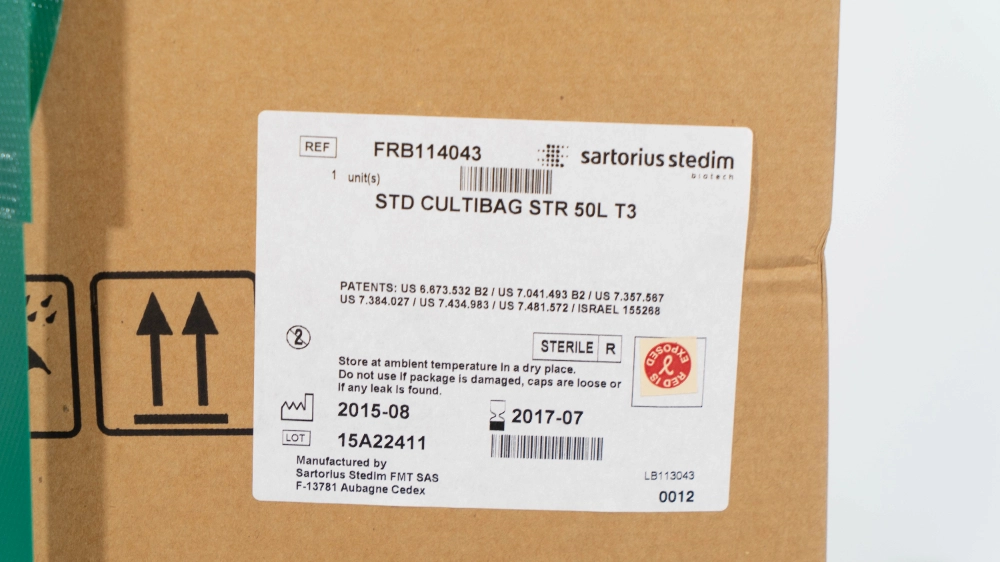 REF FRB114043
sartorius stedim
biotech
1 unit(s)
STD CULTIBAG STR 50L T3
PATENTS: US 6.673.532 B2 / US 7.041.493 B2 / US 7.357.567
US 7.384.027 / US 7.434.983 / US 7.481.572 / ISRAEL 155268
2
STERILE R
RED IS
EXPOSED
Store at ambient temperature in a dry place.
Do not use if package is damaged, caps are loose or
if any leak is found.
2015-08
2017-07
LOT 15A22411
Manufactured by
Sartorius Stedim FMT SAS
F-13781 Aubagne Cedex
LB113043
0012